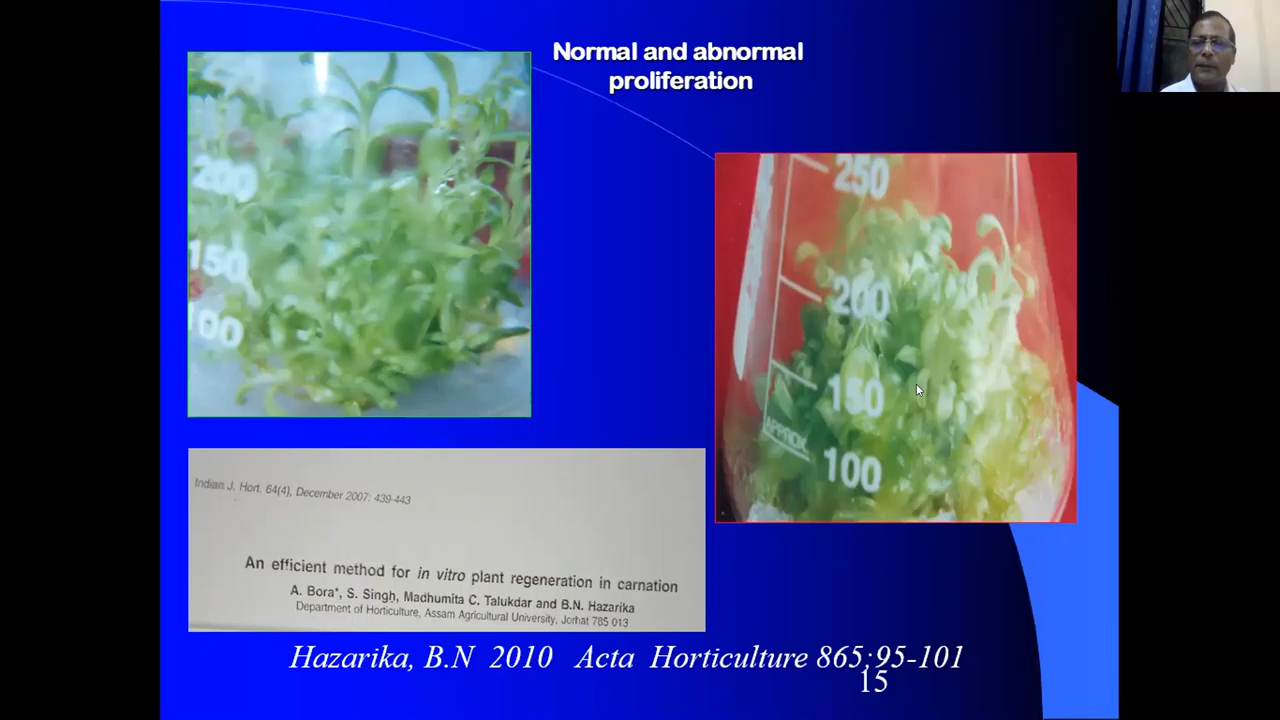 Normal and abnormal
proliferation
200
150
100
250
200
150
APPROX
100
Indian J. Hort. 64(4), December 2007: 439-443
An efficient method for in vitro plant regeneration in carnation
A. Bora*, S. Singh, Madhumita C. Talukdar and B.N. Hazarika
Department of Horticulture, Assam Agricultural University, Jorhat 785 013
Hazarika, B.N 2010 Acta Horticulture 865:95-101
15